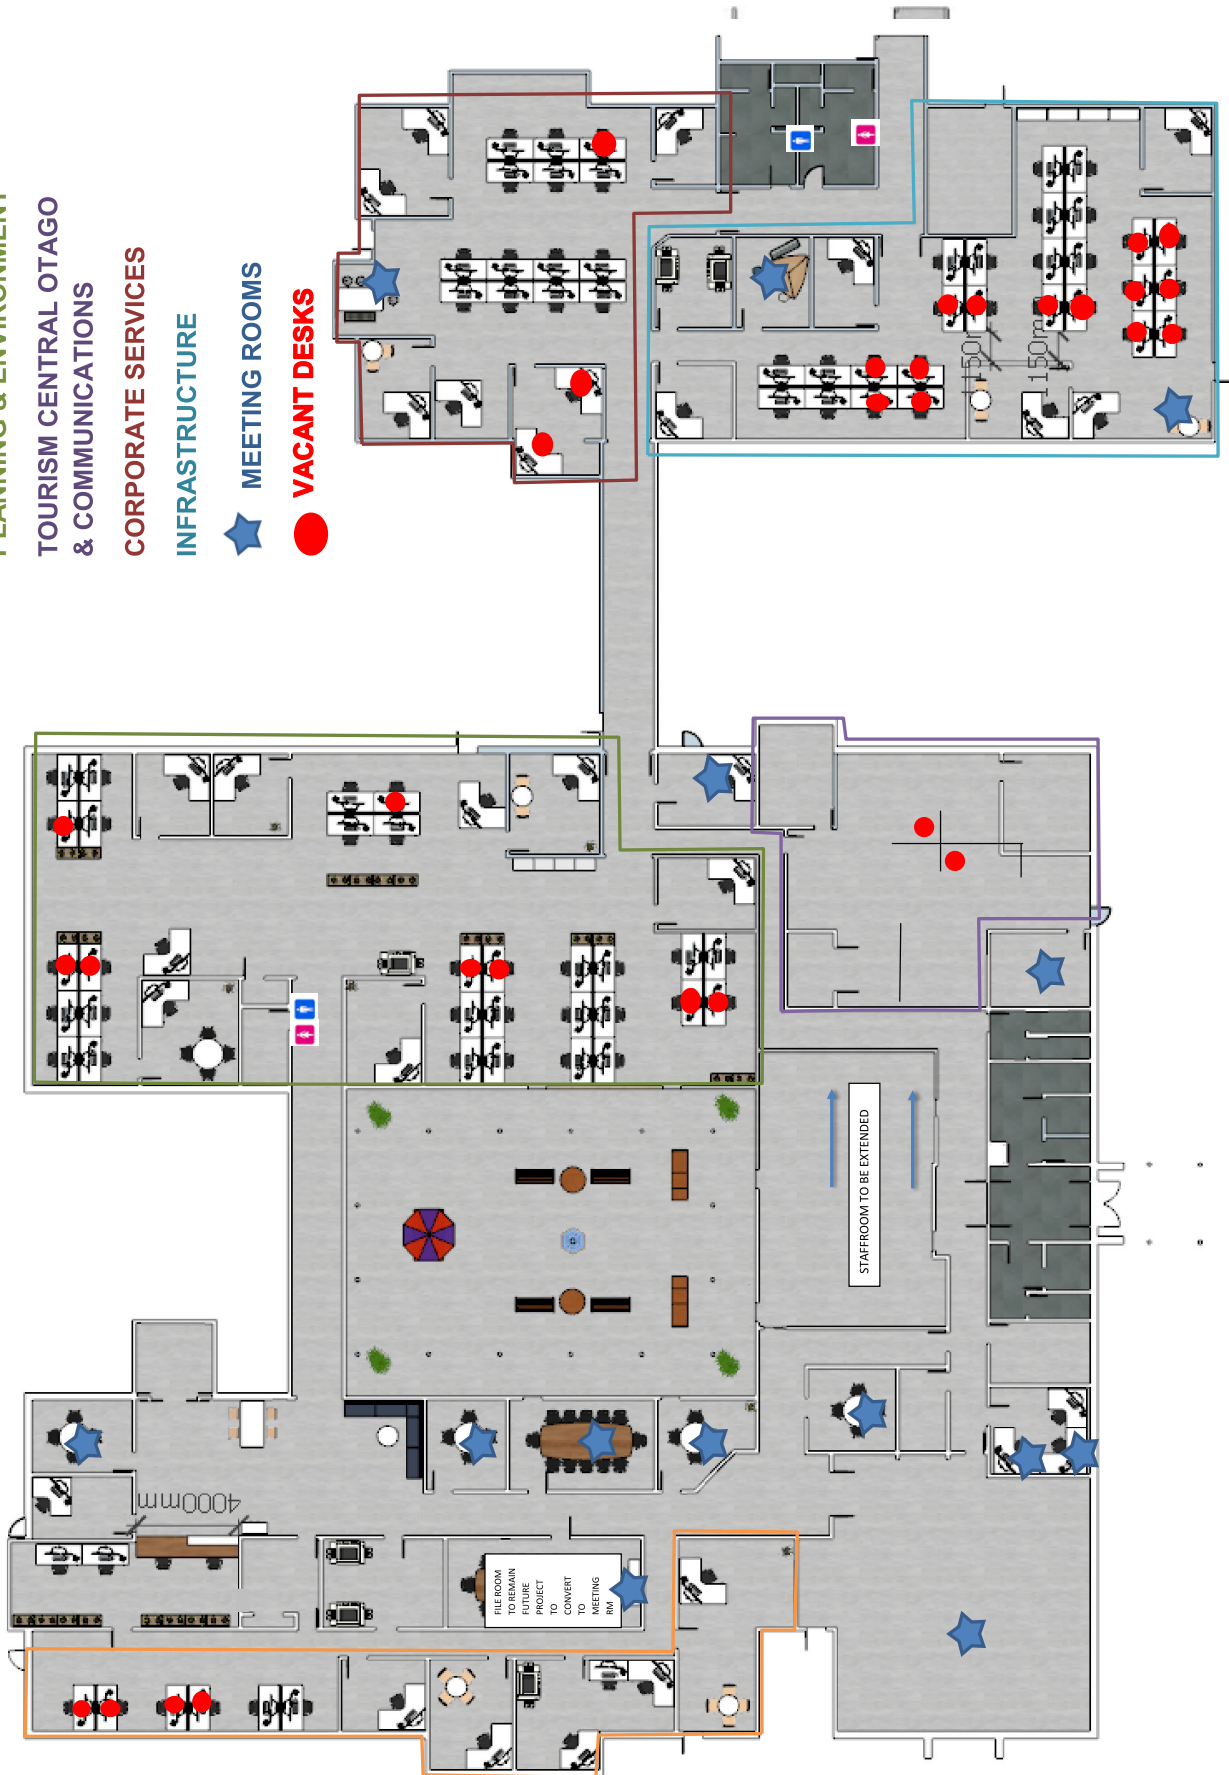 PLANNING & ENVIRONMENT
TOURISM CENTRAL OTAGO
& COMMUNICATIONS
CORPORATE SERVICES
INFRASTRUCTURE
MEETING ROOMS
VACANT DESKS
STAFFROOM TO BE EXTENDED
4000mm
FILE ROOM
TO REMAIN
FUTURE
PROJECT
TO
CONVERT
TO
MEETING
RM